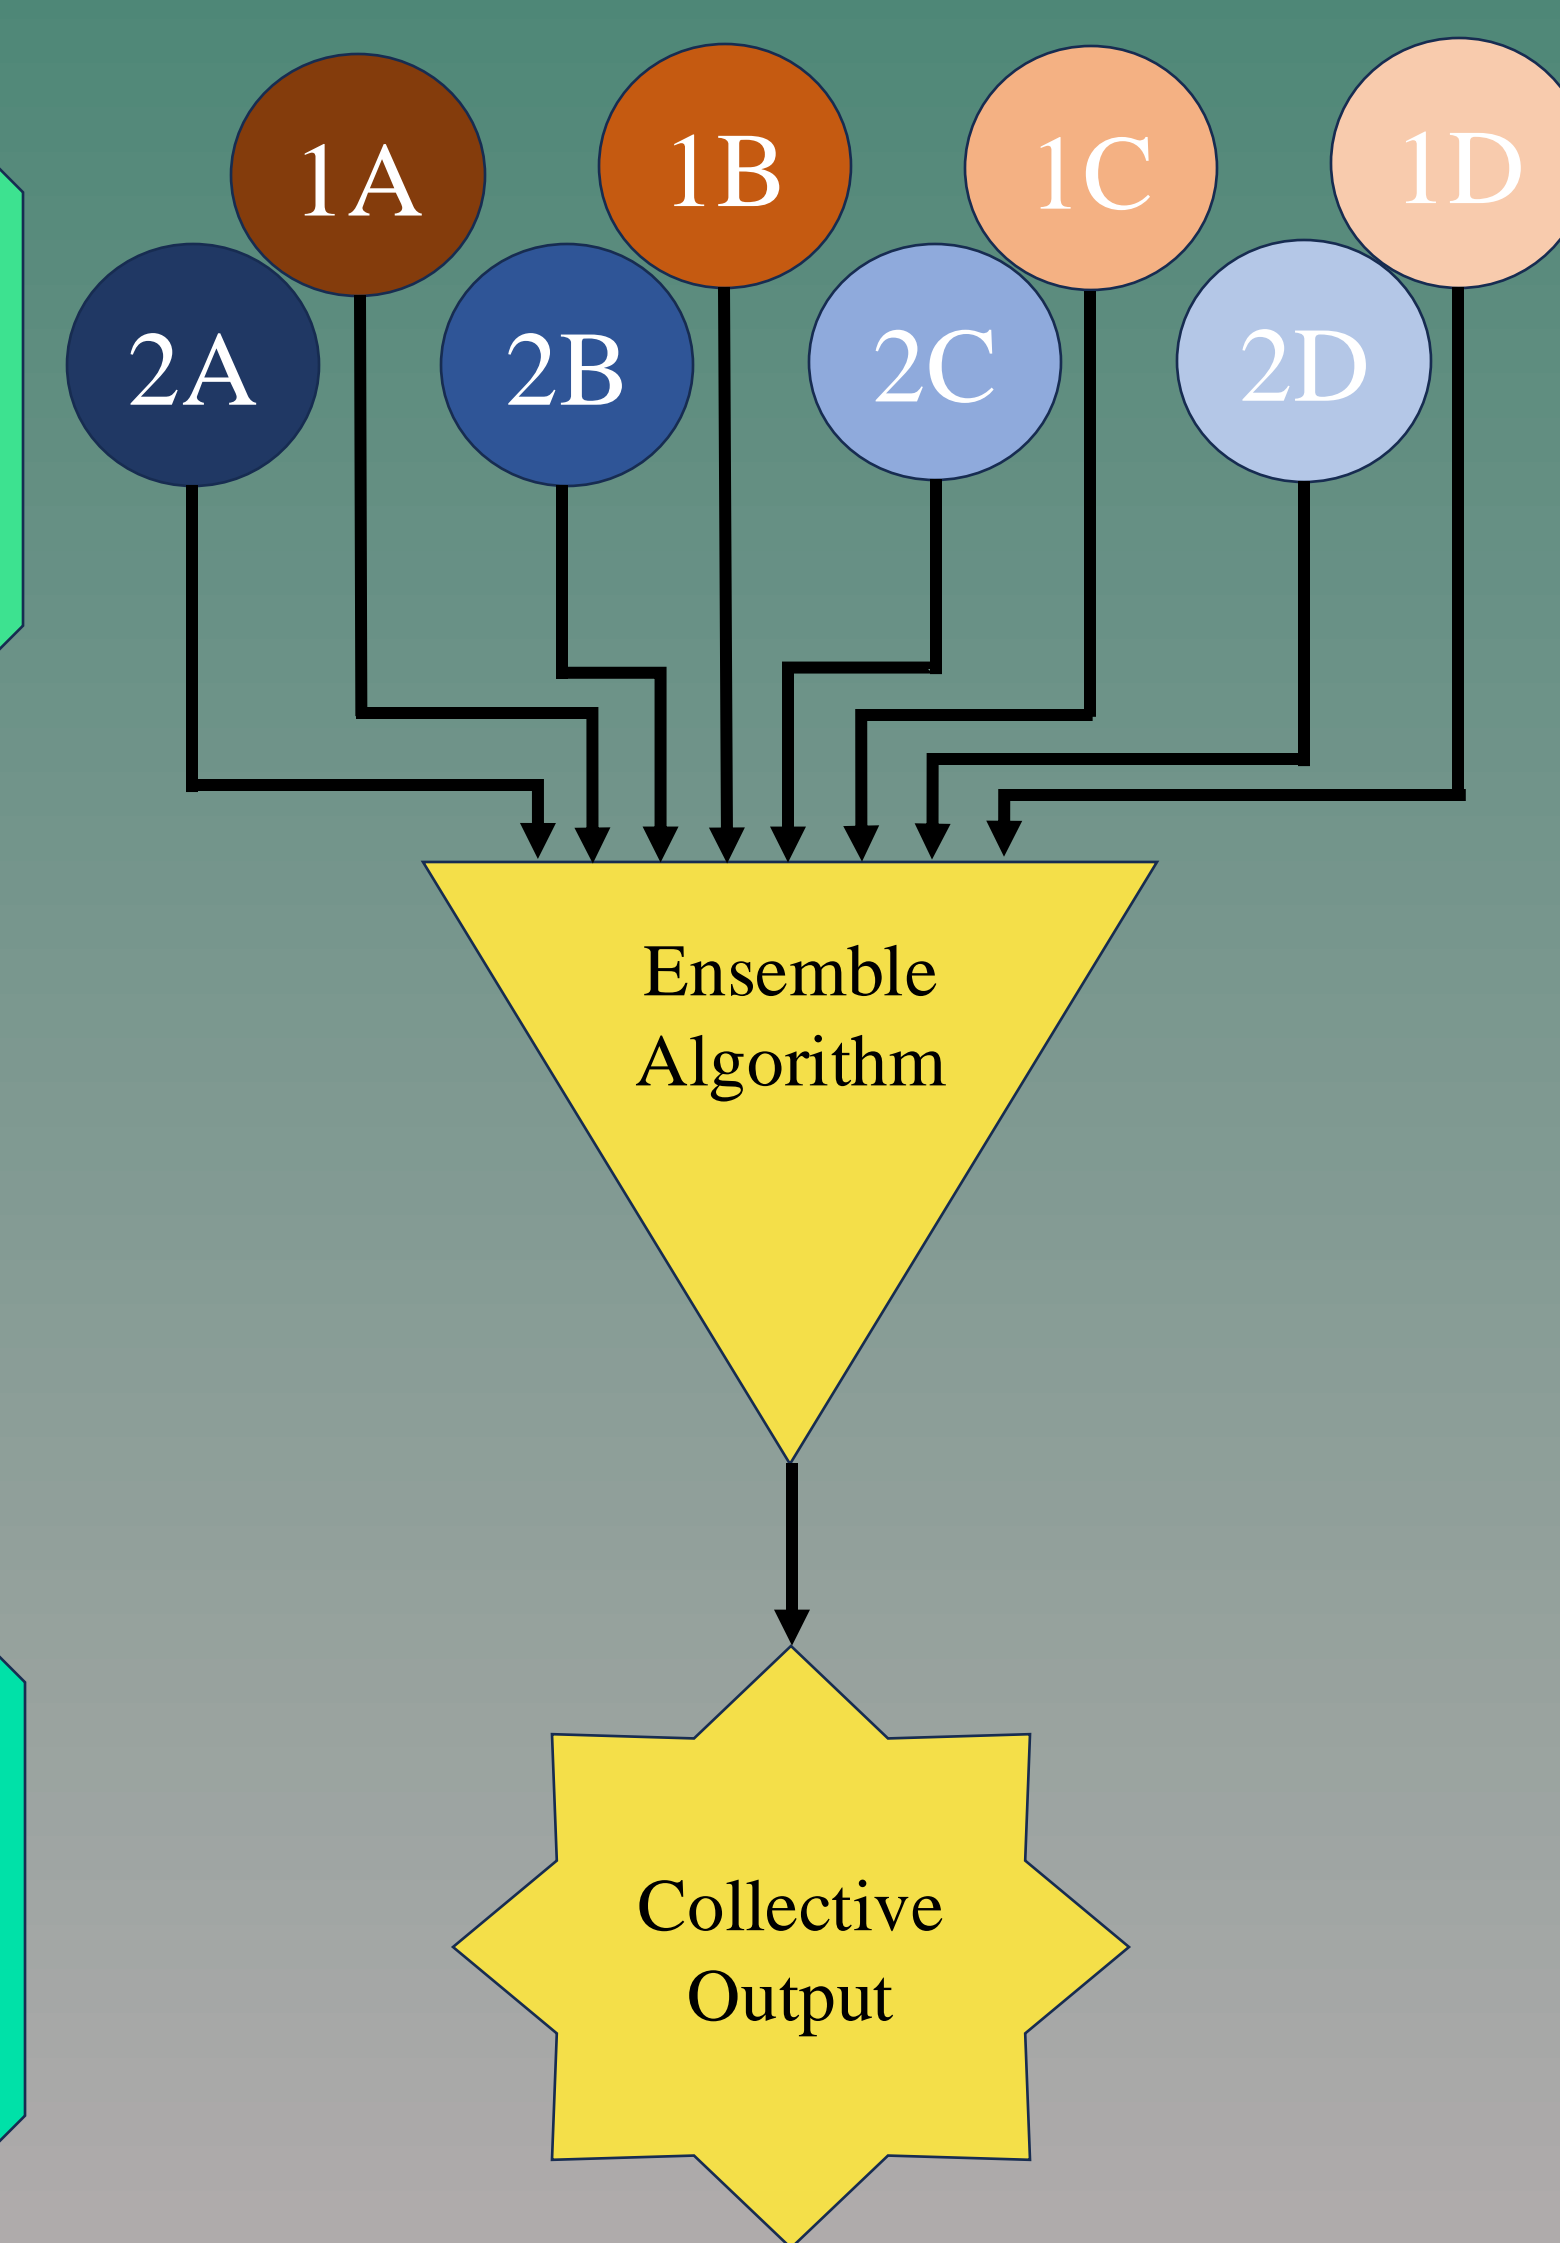 1A 1B 1C 1D
2A 2B 2C 2D
Ensemble
Algorithm
Collective
Output